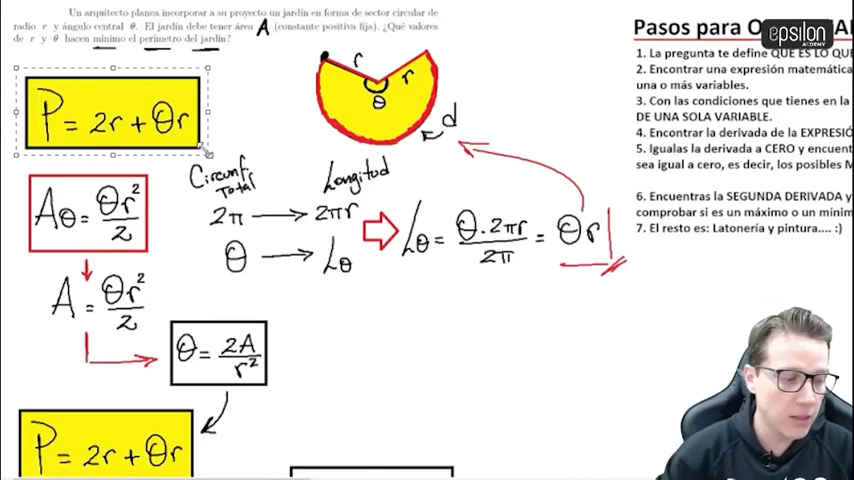 Un arquitecto planea incorporar a su proyecto un jardín en forma de sector circular de
radio r y ángulo central θ. El jardín debe tener área A (constante positiva fija). ¿Qué valores
de r y θ hacen mínimo el perímetro del jardín?
P = 2r + θr
r
r
θ
d
Aθ = θr²/2
A = θr²/2
θ = 2A/r²
P = 2r + θr
Circunf. Total
Longitud
2π → 2πr
θ → Lθ
Lθ = θ·2πr/2π = θr
epsilon
ACADEMY
Pasos para O
1. La pregunta te define QUE ES LO QUE
2. Encontrar una expresión matemática
una o más variables.
3. Con las condiciones que tienen en la
DE UNA SOLA VARIABLE.
4. Encontrar la derivada de la EXPRESIÓ
5. Igualas la derivada a CERO y encuent
sea igual a cero, es decir, los posibles M
6. Encuentras la SEGUNDA DERIVADA y
comprobar si es un máximo o un mínim
7. El resto es: Latonería y pintura.... :)